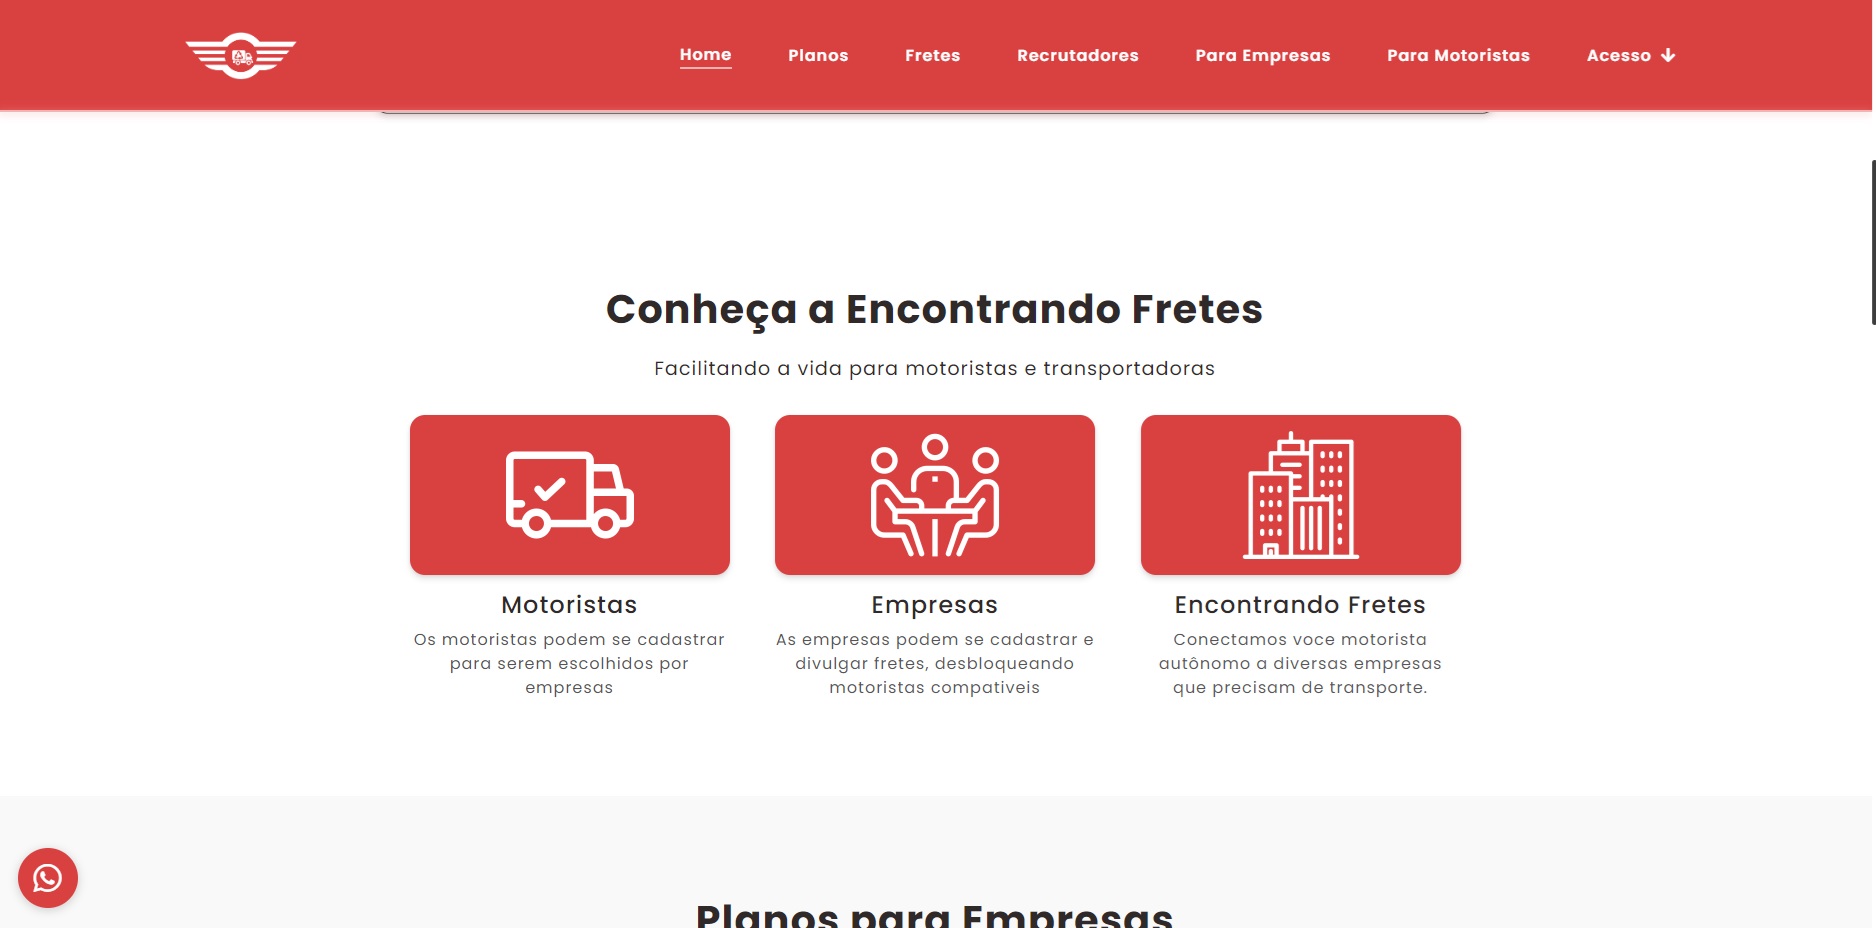 Home Planos Fretes Recrutadores Para Empresas Para Motoristas Acesso
Conheça a Encontrando Fretes
Facilitando a vida para motoristas e transportadoras
Motoristas
Os motoristas podem se cadastrar
para serem escolhidos por
empresas
Empresas
As empresas podem se cadastrar e
divulgar fretes, desbloqueando
motoristas compativeis
Encontrando Fretes
Conectamos voce motorista
autônomo a diversas empresas
que precisam de transporte.
Planos para Empresas